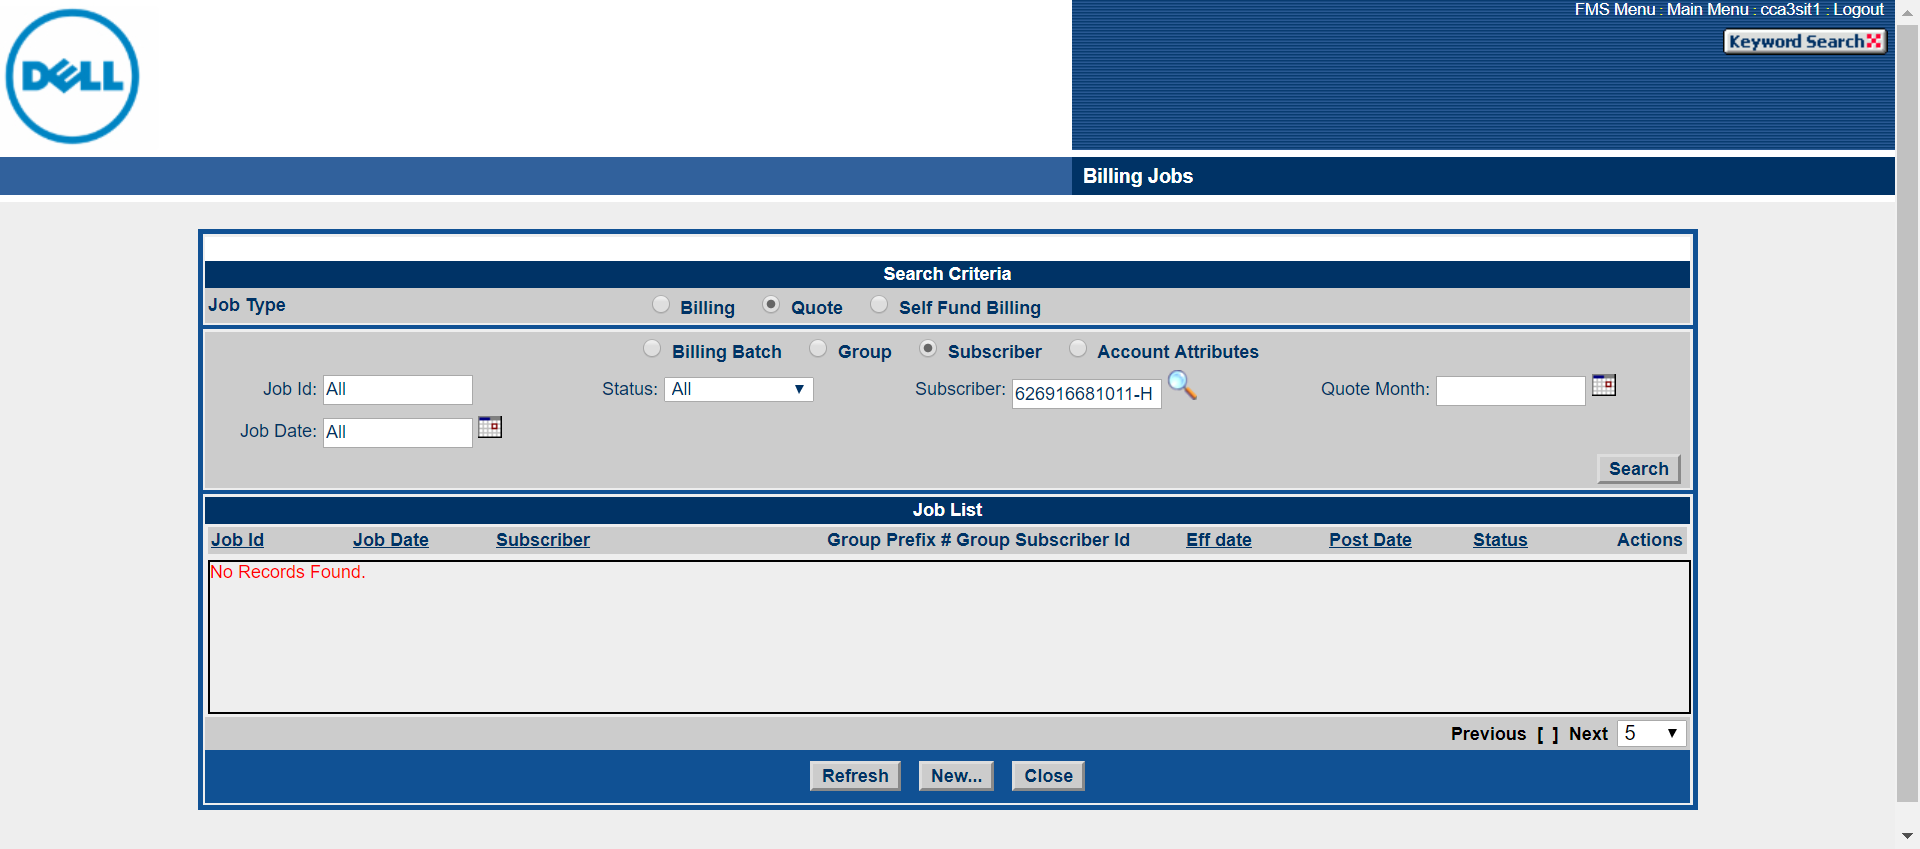 DELL
FMS Menu : Main Menu : cca3sit1 : Logout
Keyword Search
Billing Jobs
Search Criteria
Job Type Billing Quote Self Fund Billing
Billing Batch Group Subscriber Account Attributes
Job Id: All Status: All Subscriber: 626916681011-H Quote Month:
Job Date: All
Search
Job List
Job Id Job Date Subscriber Group Prefix # Group Subscriber Id Eff date Post Date Status Actions
No Records Found.
Previous [ ] Next 5
Refresh New... Close